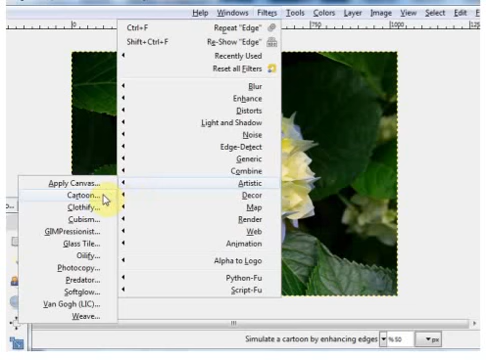 Help Windows Filters Tools Colors Layer Image View Select Edit
Ctrl+F Repeat "Edge"
Shift+Ctrl+F Re-Show "Edge"
Recently Used
Reset all Filters
Blur
Enhance
Distorts
Light and Shadow
Noise
Edge-Detect
Generic
Combine
Artistic
Decor
Map
Render
Web
Animation
Alpha to Logo
Python-Fu
Script-Fu
Apply Canvas...
Cartoon...
Clothify...
Cubism...
GIMPressionist...
Glass Tile...
Oilify...
Photocopy...
Predator...
Softglow...
Van Gogh (LIC)...
Weave...
Simulate a cartoon by enhancing edges %50 px